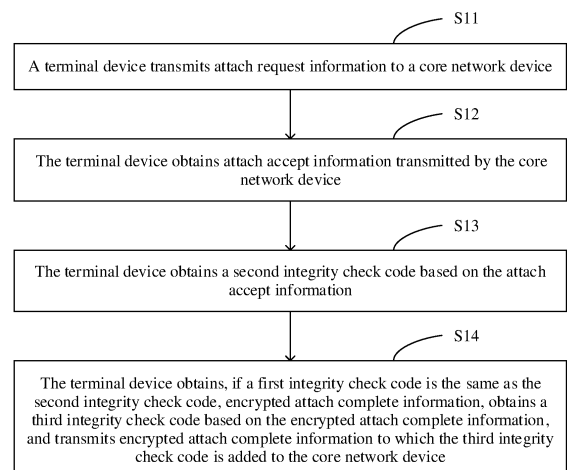 S11
A terminal device transmits attach request information to a core network device
S12
The terminal device obtains attach accept information transmitted by the core
network device
S13
The terminal device obtains a second integrity check code based on the attach
accept information
S14
The terminal device obtains, if a first integrity check code is the same as the
second integrity check code, encrypted attach complete information, obtains a
third integrity check code based on the encrypted attach complete information,
and transmits encrypted attach complete information to which the third integrity
check code is added to the core network device